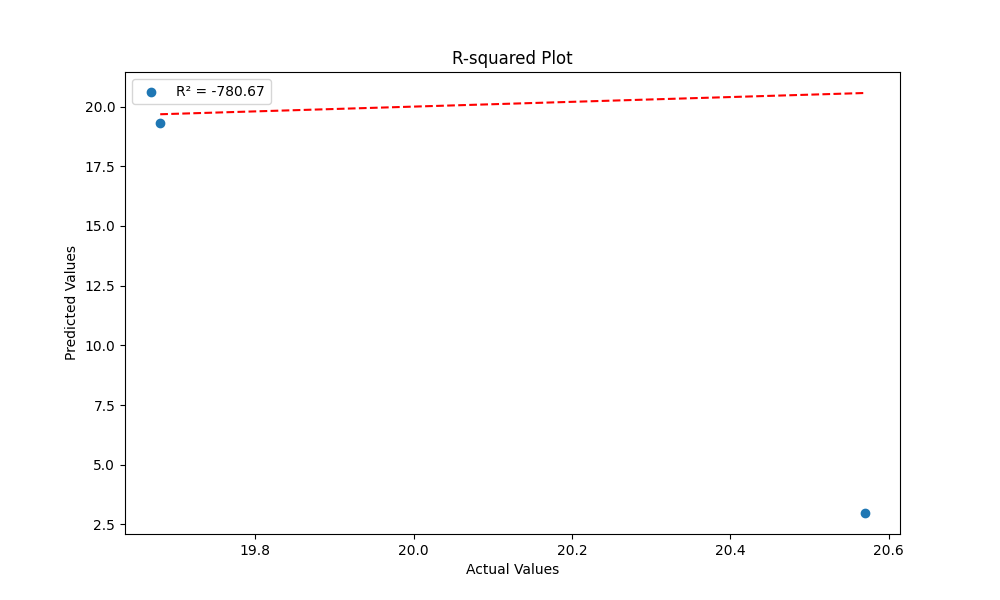 R-squared Plot
R² = -780.67
20.0
17.5
15.0
12.5
10.0
7.5
5.0
2.5
Predicted Values
19.8 20.0 20.2 20.4 20.6
Actual Values